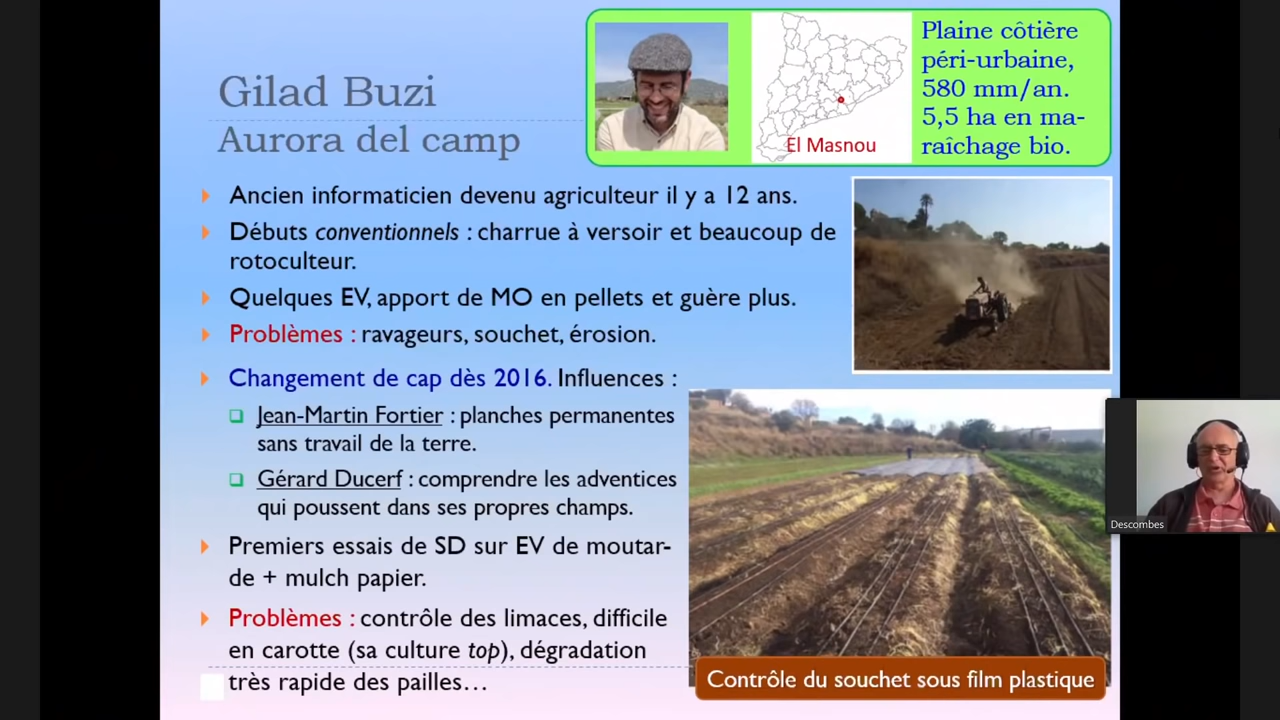 Gilad Buzi
Aurora del camp
El Masnou
Plaine côtière
péri-urbaine,
580 mm/an.
5,5 ha en ma-
raîchage bio.
Ancien informaticien devenu agriculteur il y a 12 ans.
Débuts conventionnels : charrue à versoir et beaucoup de
rotoculteur.
Quelques EV, apport de MO en pellets et guère plus.
Problèmes : ravageurs, souchet, érosion.
Changement de cap dès 2016. Influences :
Jean-Martin Fortier : planches permanentes
sans travail de la terre.
Gérard Ducerf : comprendre les adventices
qui poussent dans ses propres champs.
Premiers essais de SD sur EV de moutar-
de + mulch papier.
Problèmes : contrôle des limaces, difficile
en carotte (sa culture top), dégradation
très rapide des pailles…
Contrôle du souchet sous film plastique
Descombes